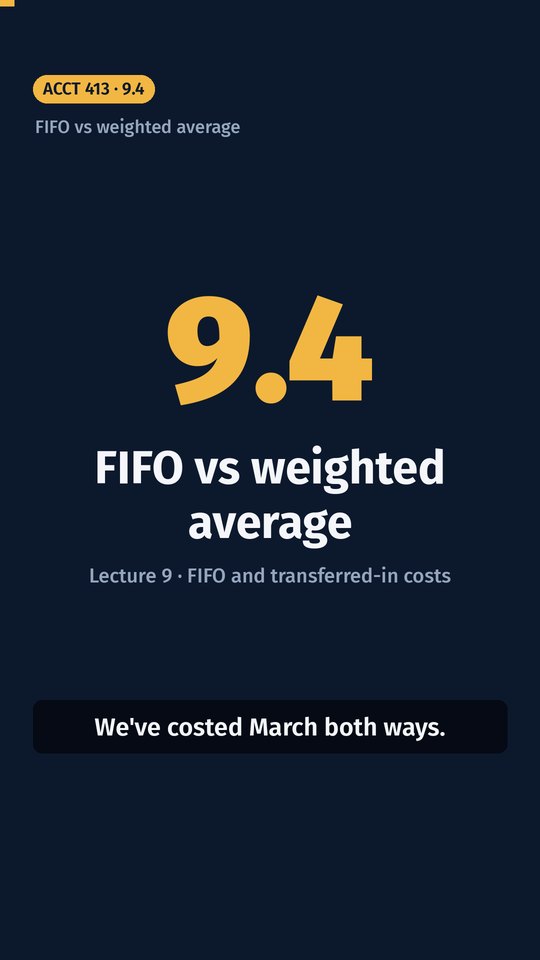 ACCT 413 · 9.4
FIFO vs weighted average
9.4
FIFO vs weighted
average
Lecture 9 · FIFO and transferred-in costs
We've costed March both ways.